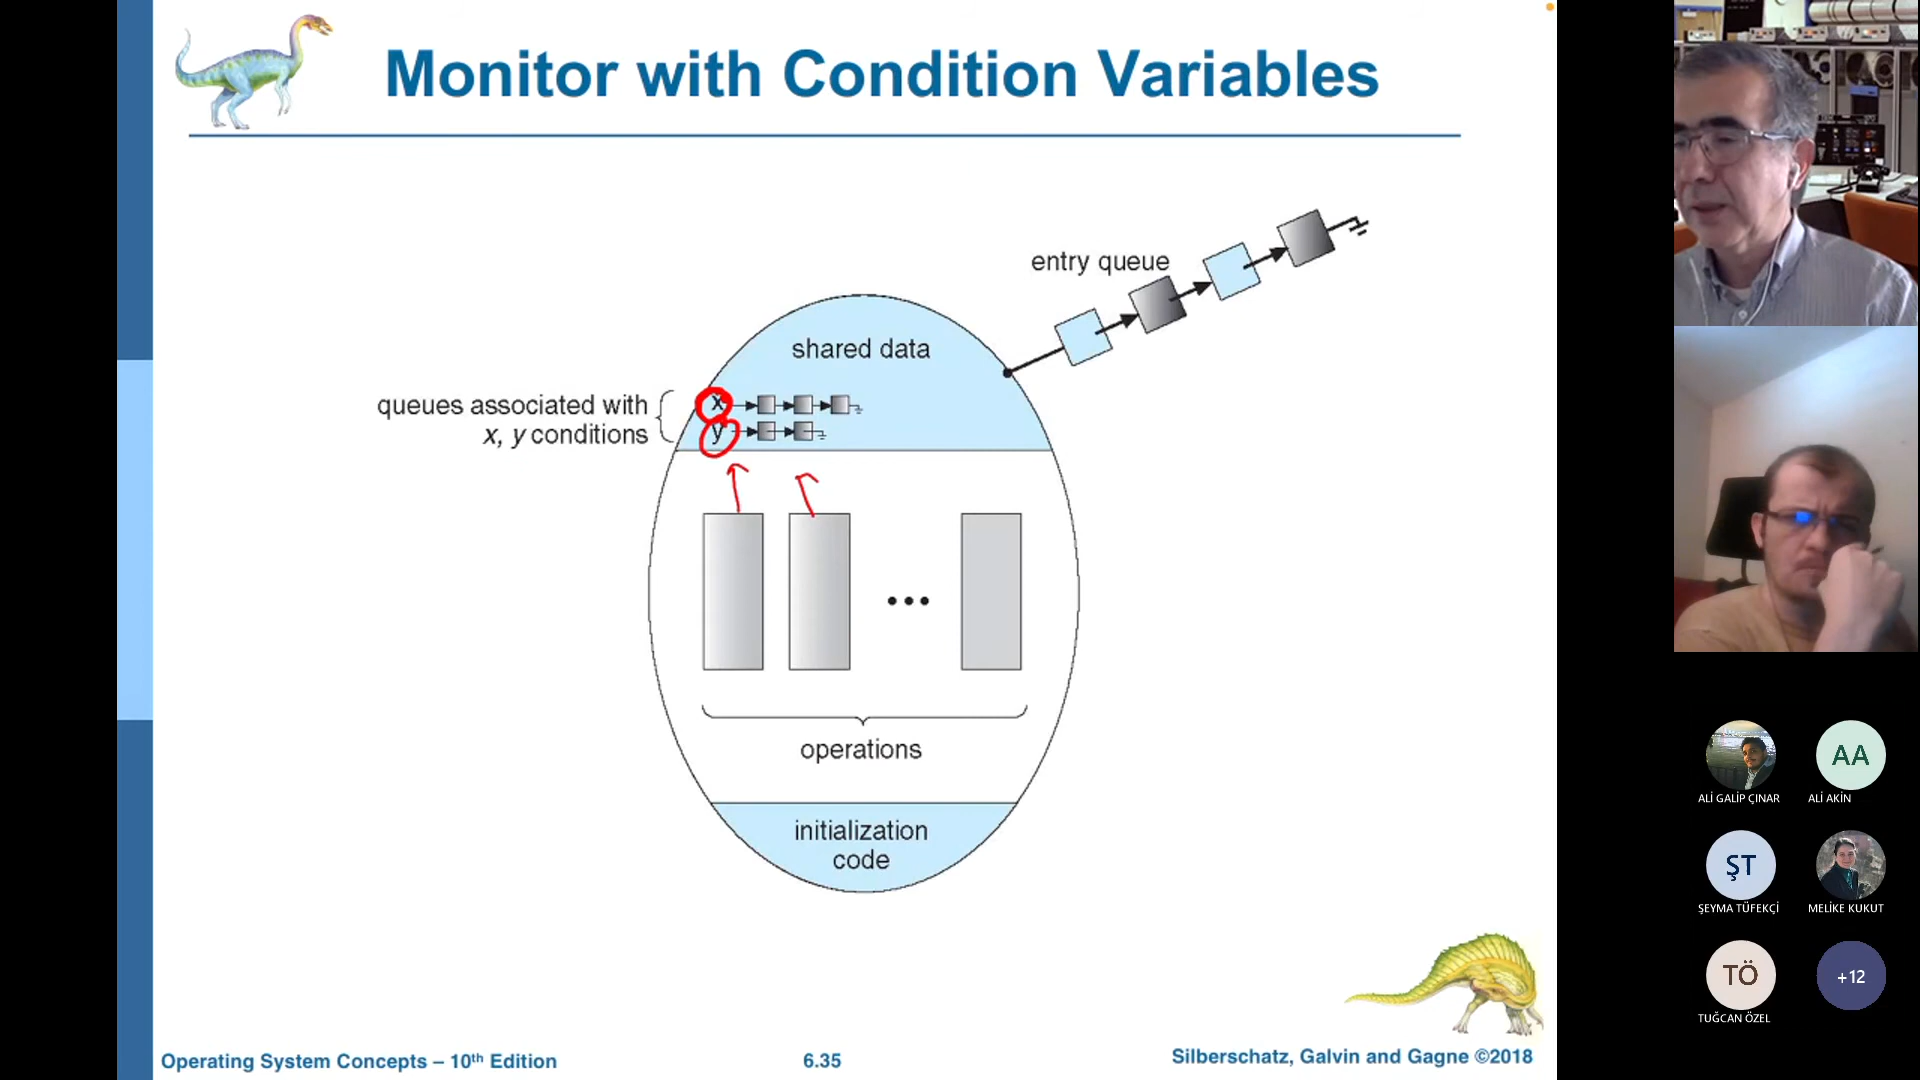 Monitor with Condition Variables
entry queue
shared data
queues associated with
x, y conditions
x
y
operations
initialization
code
Operating System Concepts – 10th Edition
6.35
Silberschatz, Galvin and Gagne ©2018
ALİ GALİP ÇINAR
AA
ALİ AKİN
ŞT
ŞEYMA TÜFEKÇİ
MELİKE KUKUT
TÖ
TUĞCAN ÖZEL
+12